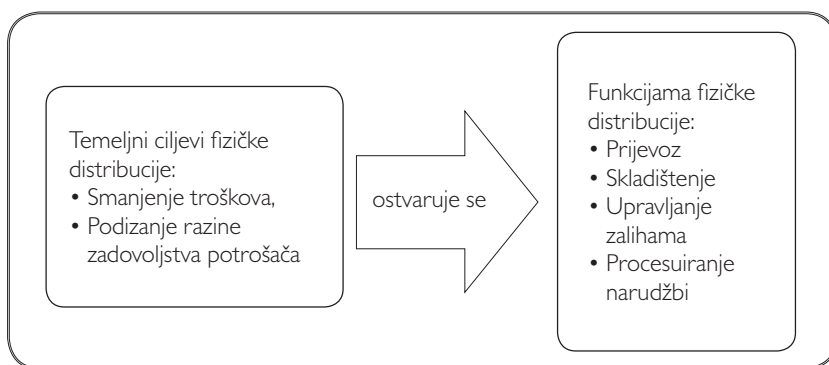 Temeljni ciljevi fizičke
distribucije:
• Smanjenje troškova,
• Podizanje razine
zadovoljstva potrošača
ostvaruje se
Funkcijama fizičke
distribucije:
• Prijevoz
• Skladištenje
• Upravljanje
zalihama
• Procesuiranje
narudžbi